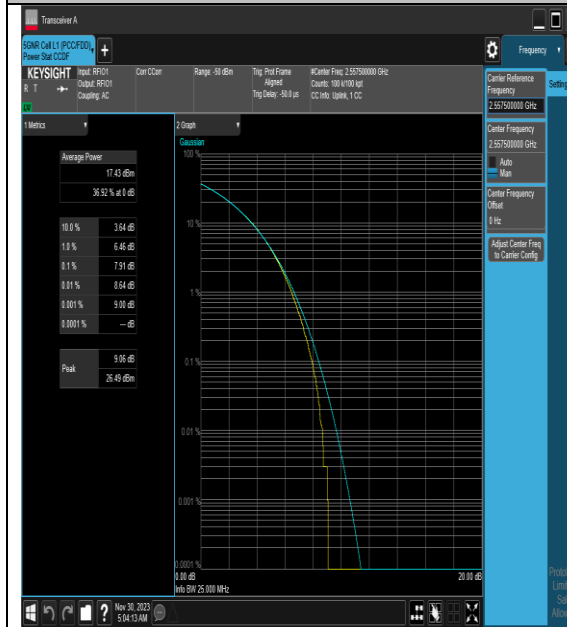 Transceiver A
5GNR Cell L1 (PCC/FDD),
Power Stat CCDF
Frequency
KEYSIGHT
R T
Input: RFIO1
Output: RFIO1
Coupling: AC
Corr CCorr
Range: -50 dBm
Trig: Prot Frame
Aligned
Trig Delay: -50.0 µs
#Center Freq: 2.557500000 GHz
Counts: 100 k/100 kpt
CC Info: Uplink, 1 CC
1 Metrics
Average Power
17.43 dBm
36.92 % at 0 dB
10.0 % 3.64 dB
1.0 % 6.46 dB
0.1 % 7.91 dB
0.01 % 8.64 dB
0.001 % 9.00 dB
0.0001 % --- dB
Peak
9.06 dB
26.49 dBm
2 Graph
Gaussian
100 %
10 %
1 %
0.1 %
0.01 %
0.001 %
0.0001 %
0.00 dB
20.00 dB
Info BW 25.000 MHz
Carrier Reference
Frequency
2.557500000 GHz
Center Frequency
2.557500000 GHz
Auto
Man
Center Frequency
Offset
0 Hz
Adjust Center Freq
to Carrier Config
Nov 30, 2023
5:04:13 AM